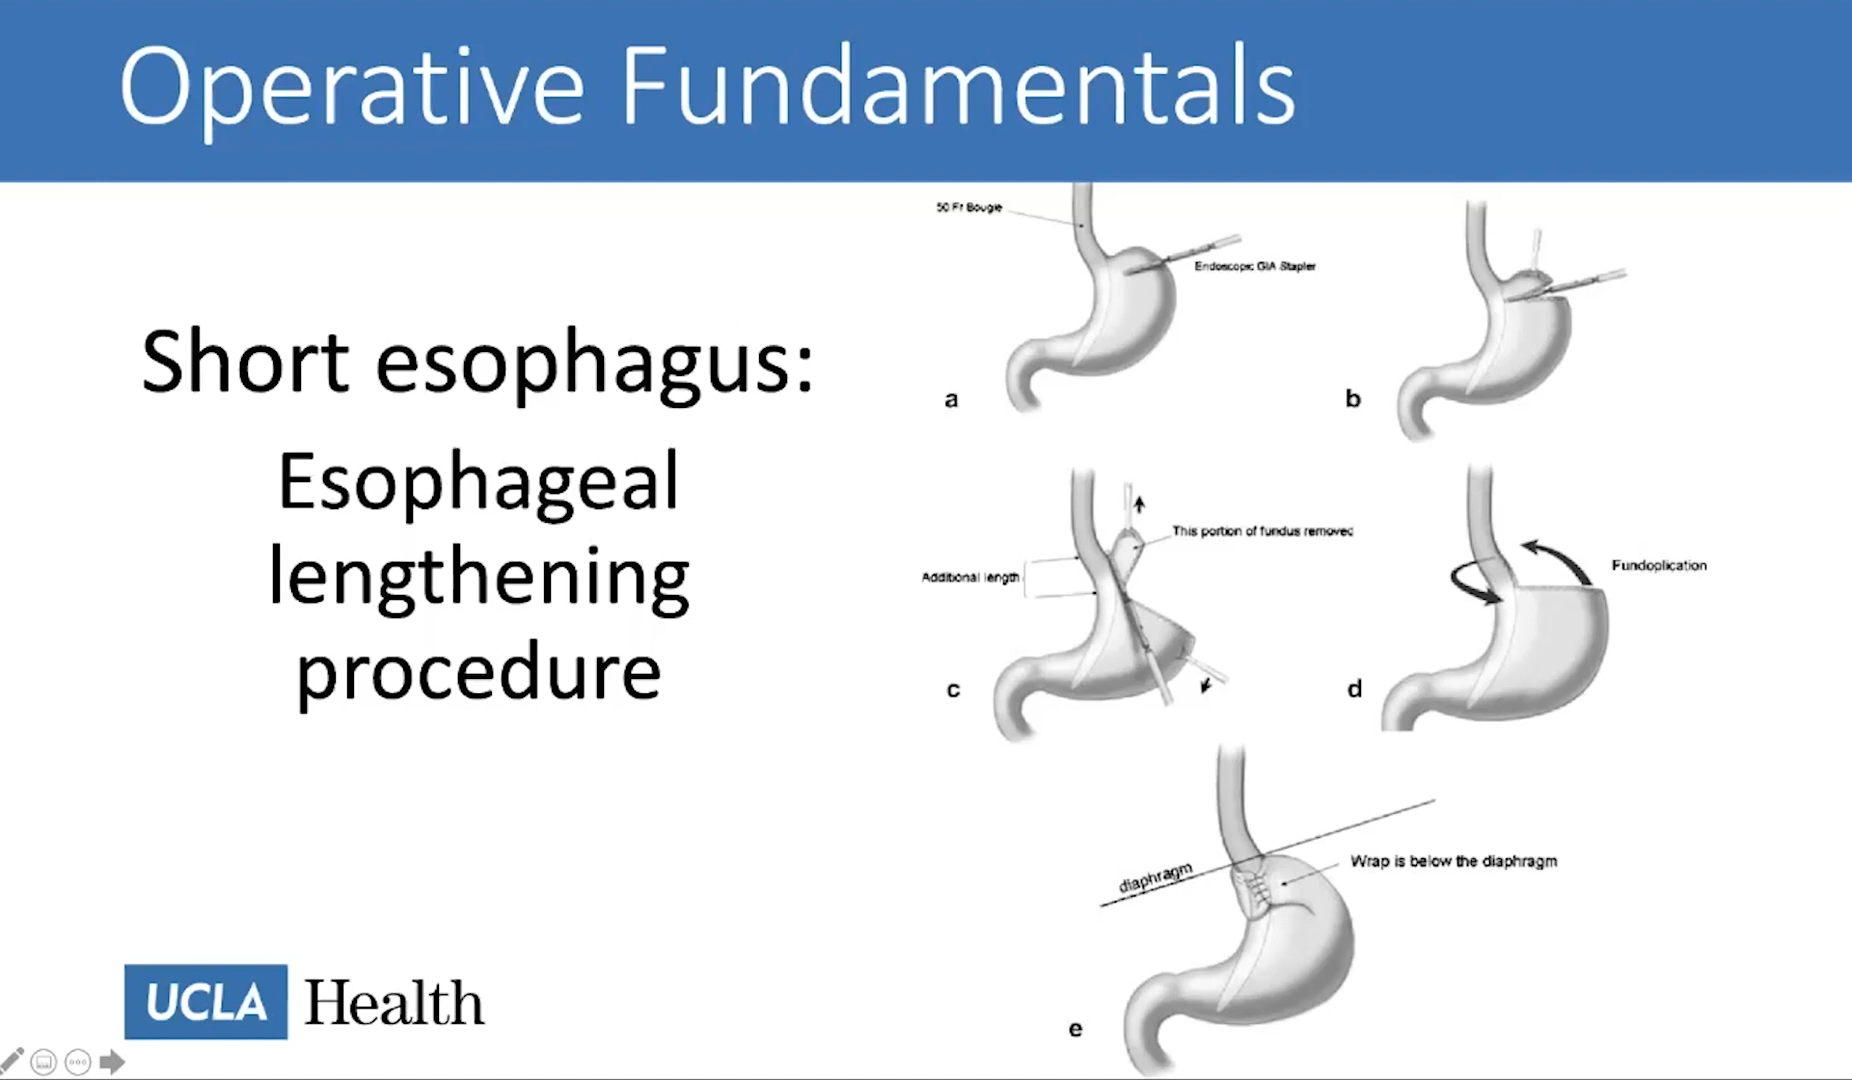 Operative Fundamentals
Short esophagus:
Esophageal
lengthening
procedure
50 Fr Bougie
Endoscopic GIA Stapler
a
b
This portion of fundus removed
Additional length
c
Fundoplication
d
diaphragm
Wrap is below the diaphragm
e
UCLA Health